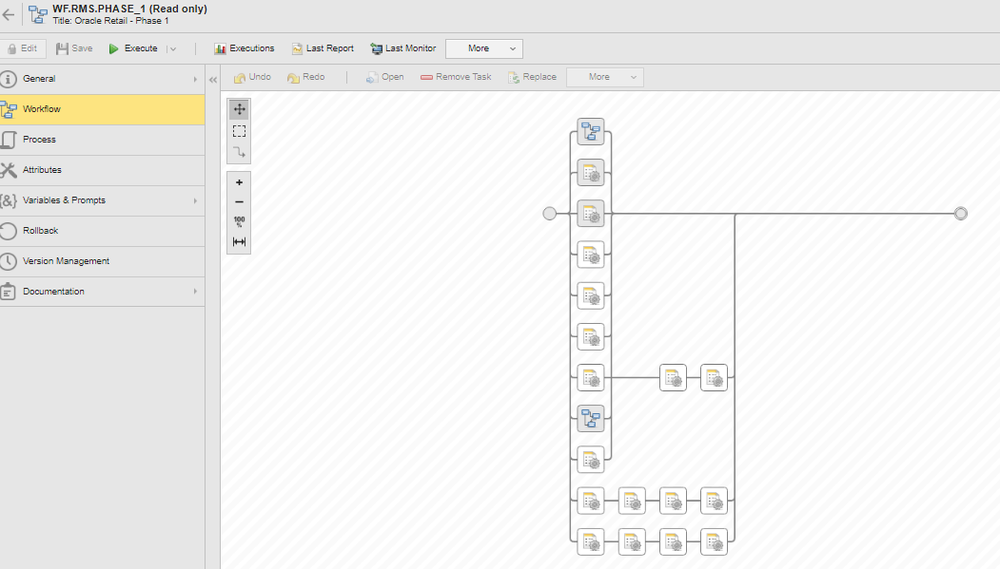 WF.RMS.PHASE_1 (Read only)
Title: Oracle Retail - Phase 1
Edit Save Execute Executions Last Report Last Monitor More
General
Workflow
Process
Attributes
Variables & Prompts
Rollback
Version Management
Documentation
Undo Redo Open Remove Task Replace More
+
−
100
%